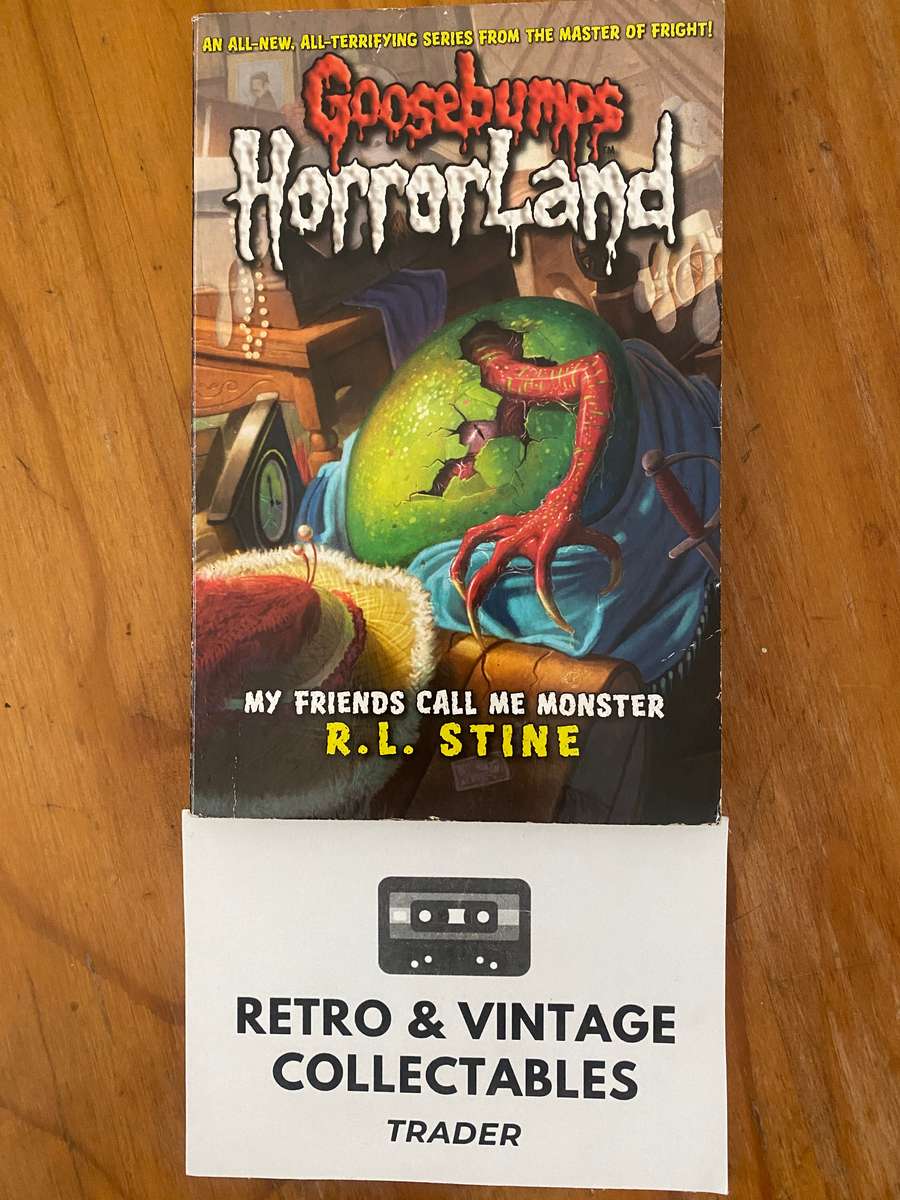 AN ALL-NEW, ALL-TERRIFYING SERIES FROM THE MASTER OF FRIGHT!
Goosebumps
HorrorLand™
MY FRIENDS CALL ME MONSTER
R.L. STINE
RETRO & VINTAGE
COLLECTABLES
TRADER